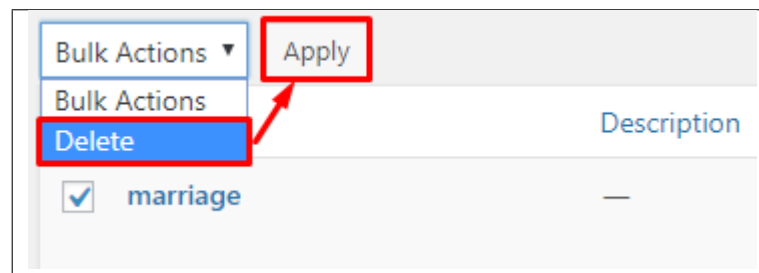 Bulk Actions ▼ Apply
Bulk Actions
Delete
Description
marriage —